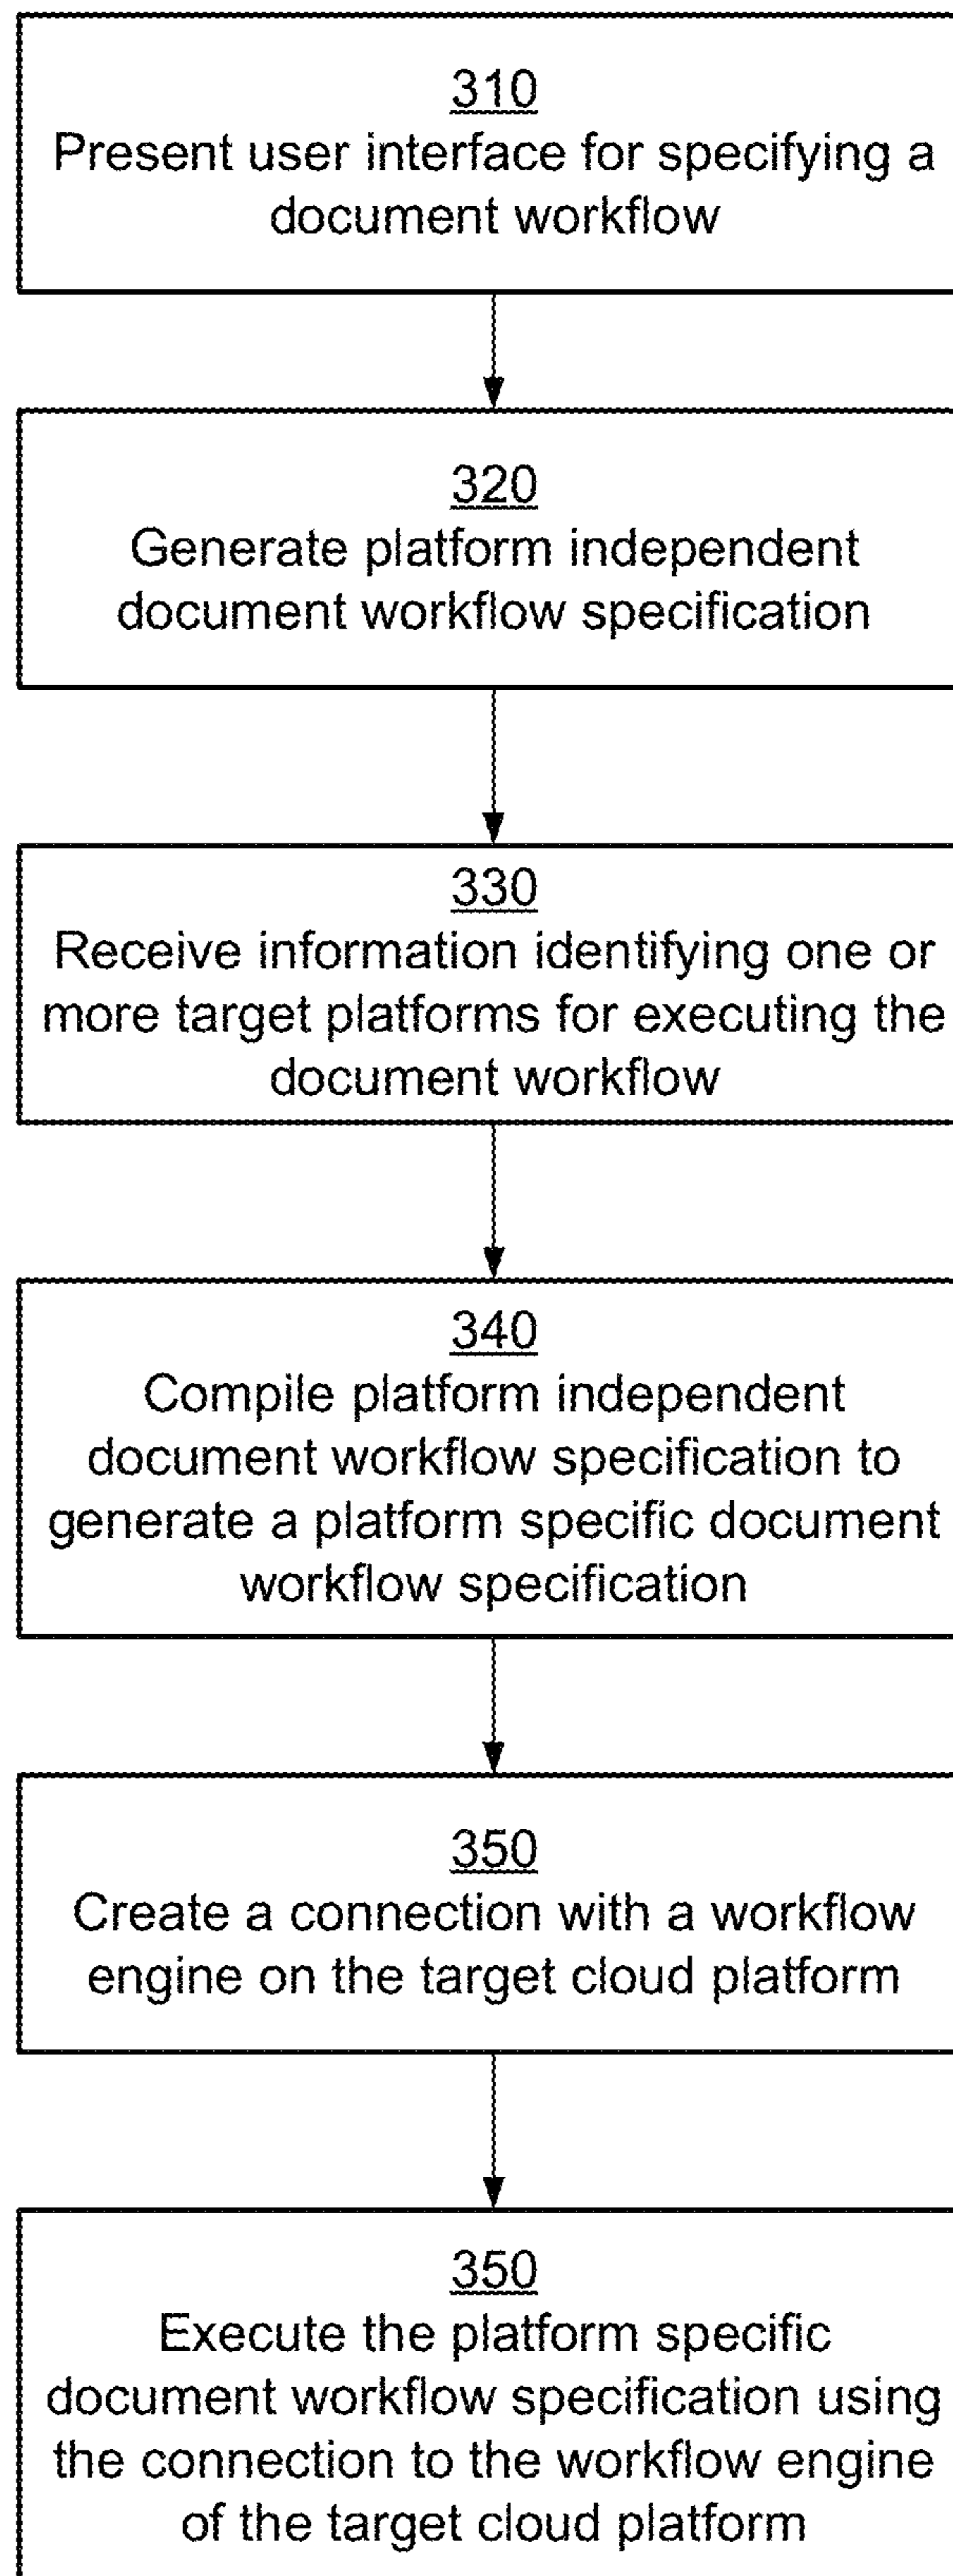 310
Present user interface for specifying a
document workflow
320
Generate platform independent
document workflow specification
330
Receive information identifying one or
more target platforms for executing the
document workflow
340
Compile platform independent
document workflow specification to
generate a platform specific document
workflow specification
350
Create a connection with a workflow
engine on the target cloud platform
350
Execute the platform specific
document workflow specification using
the connection to the workflow engine
of the target cloud platform